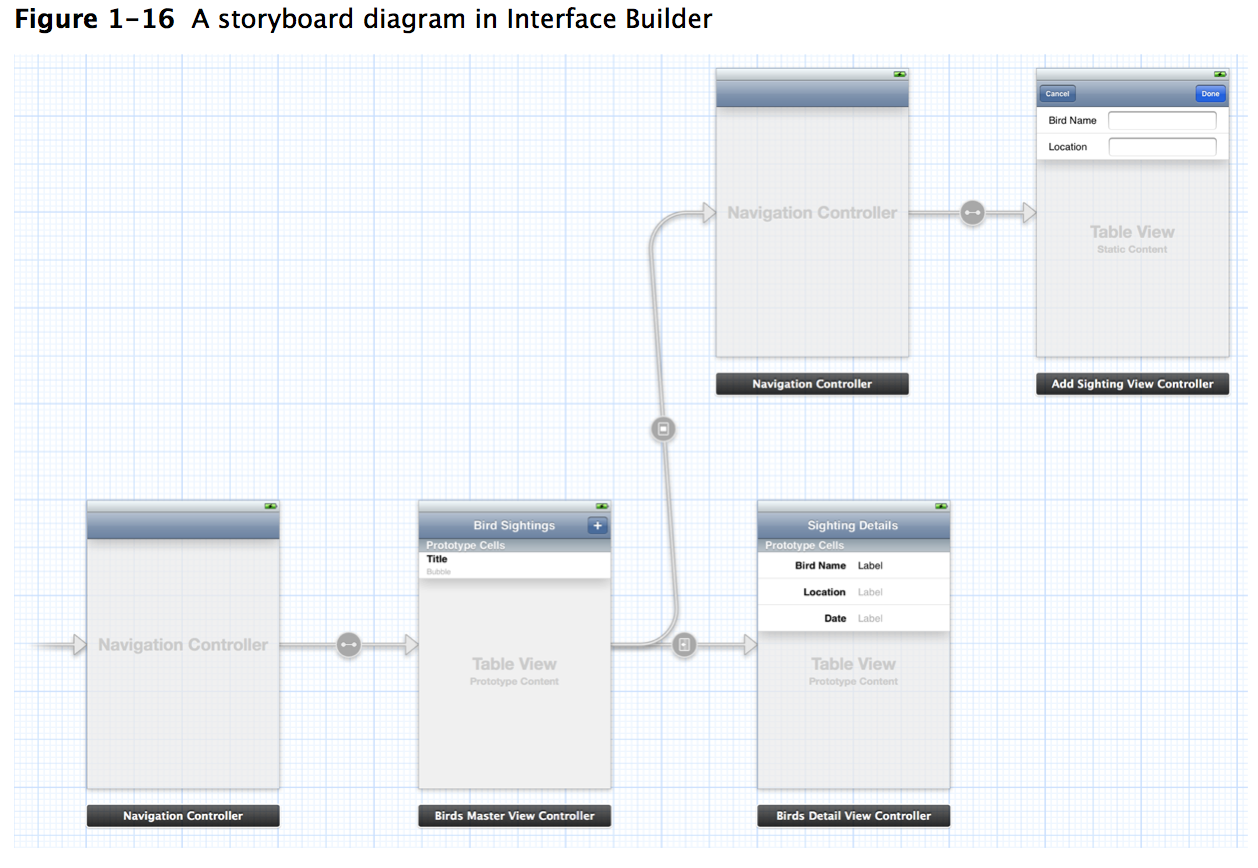 Figure 1–16 A storyboard diagram in Interface Builder
Navigation Controller
Navigation Controller
Cancel
Done
Bird Name
Location
Table View
Static Content
Add Sighting View Controller
Navigation Controller
Navigation Controller
Bird Sightings
+
Prototype Cells
Title
Bubble
Table View
Prototype Content
Birds Master View Controller
Sighting Details
Prototype Cells
Bird Name Label
Location Label
Date Label
Table View
Prototype Content
Birds Detail View Controller